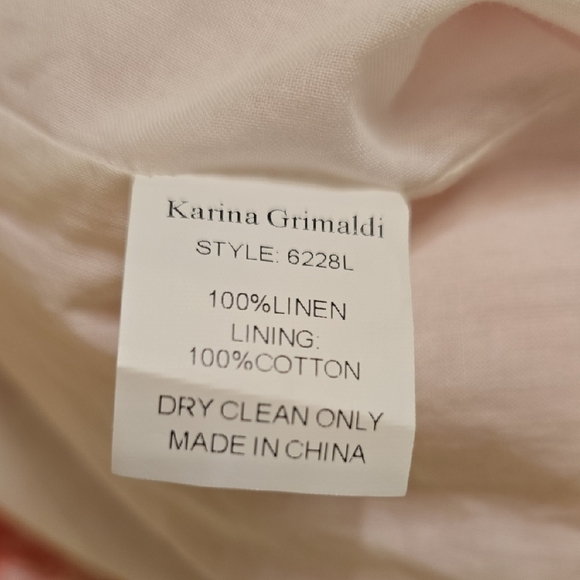 Karina Grimaldi
STYLE: 6228L
100%LINEN
LINING:
100%COTTON
DRY CLEAN ONLY
MADE IN CHINA